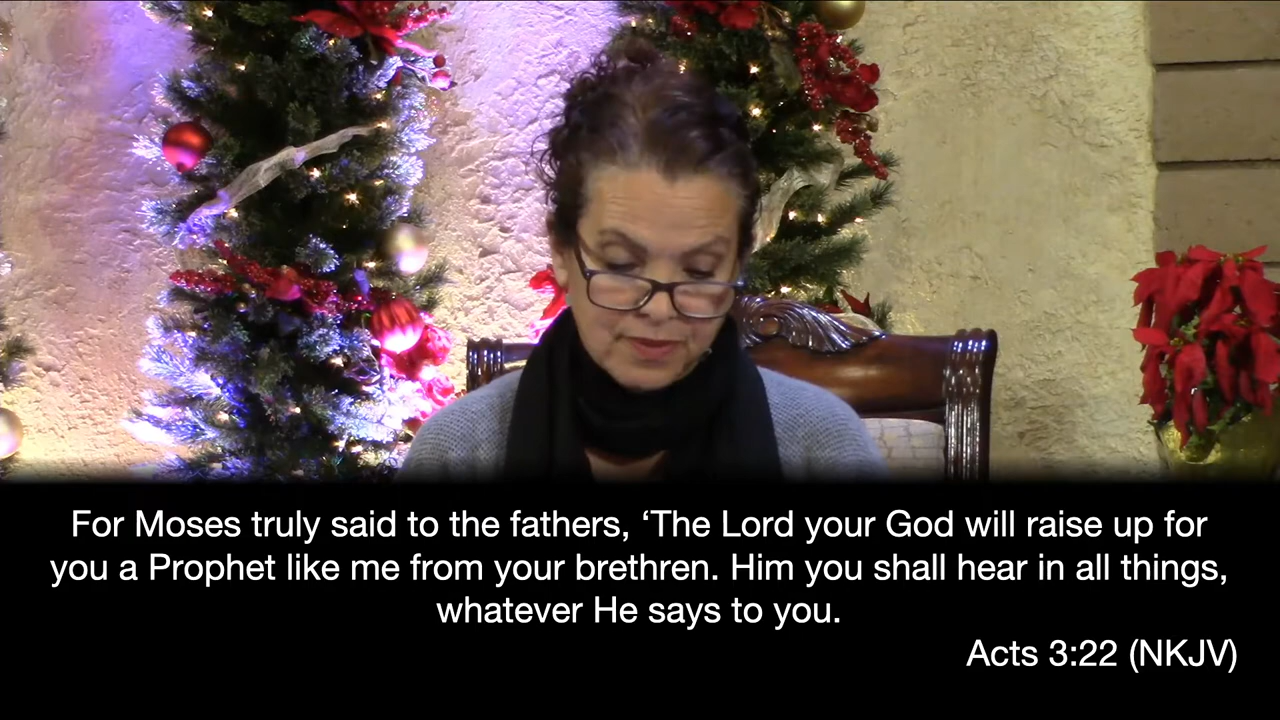 For Moses truly said to the fathers, ‘The Lord your God will raise up for
you a Prophet like me from your brethren. Him you shall hear in all things,
whatever He says to you.
Acts 3:22 (NKJV)